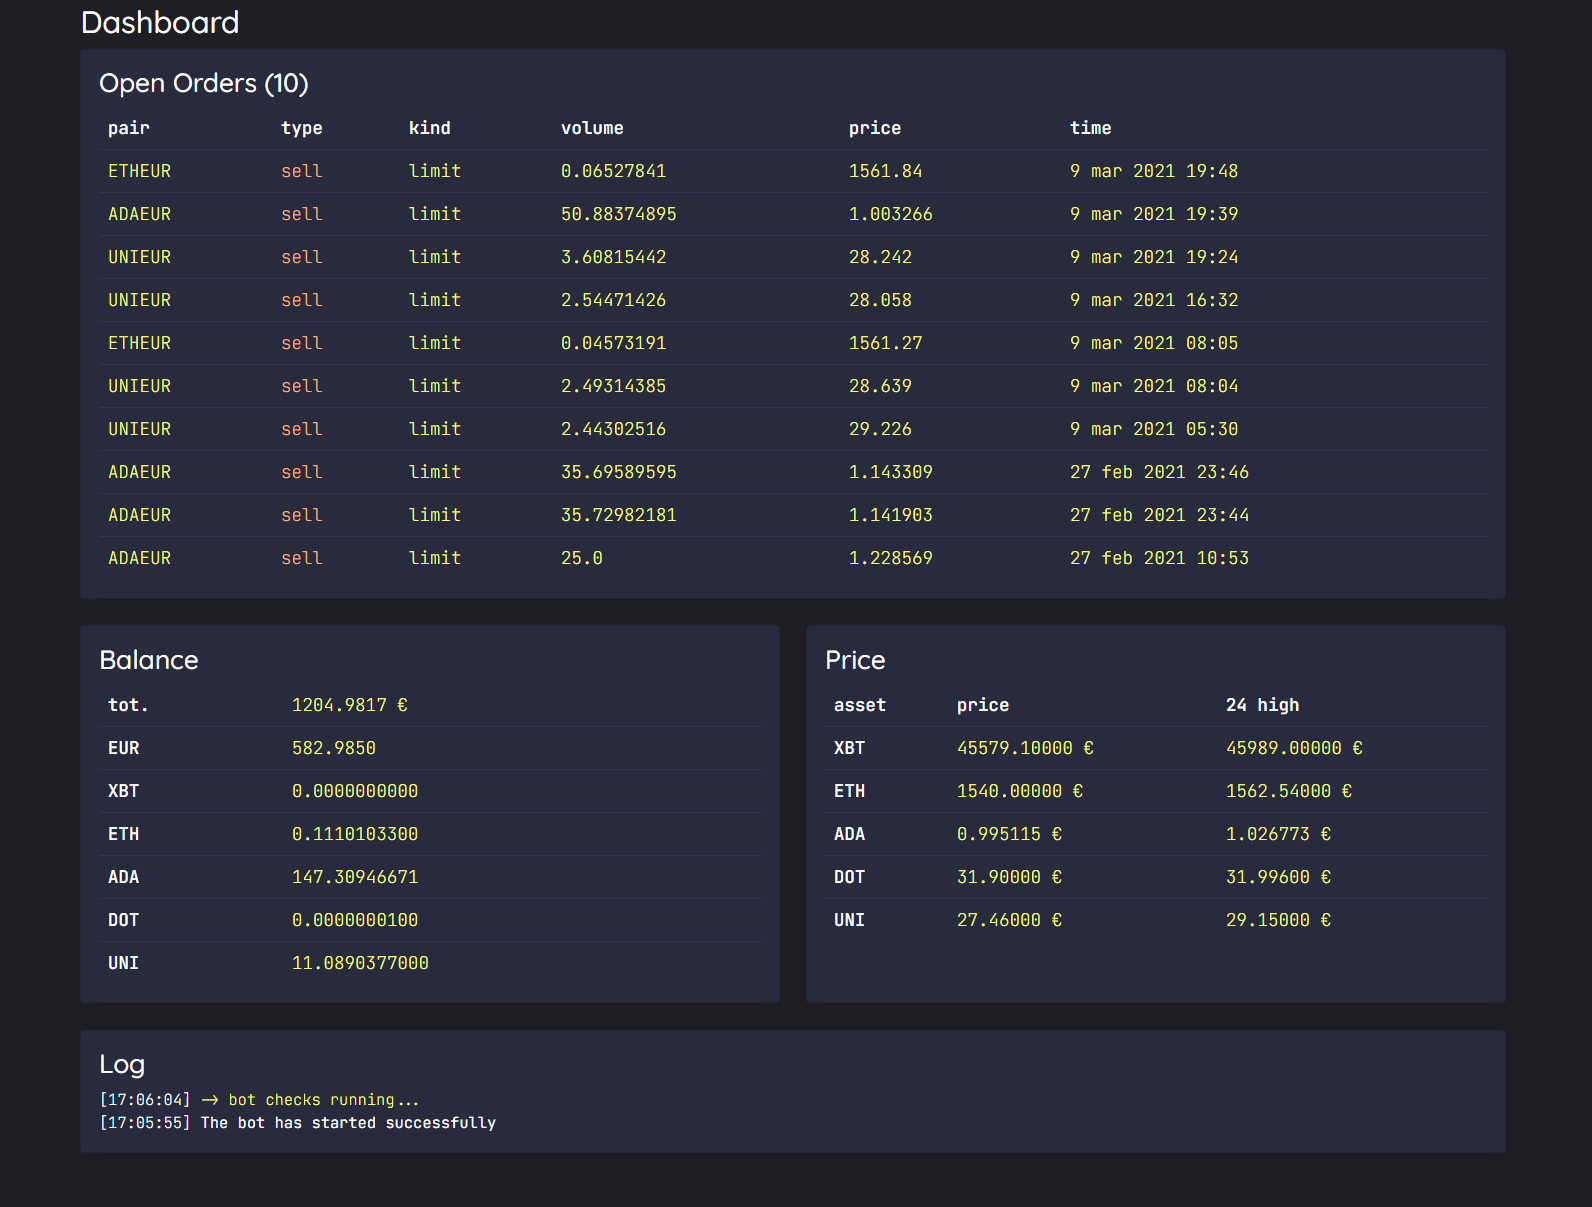 Dashboard
Open Orders (10)
pair type kind volume price time
ETHEUR sell limit 0.06527841 1561.84 9 mar 2021 19:48
ADAEUR sell limit 50.88374895 1.003266 9 mar 2021 19:39
UNIEUR sell limit 3.60815442 28.242 9 mar 2021 19:24
UNIEUR sell limit 2.54471426 28.058 9 mar 2021 16:32
ETHEUR sell limit 0.04573191 1561.27 9 mar 2021 08:05
UNIEUR sell limit 2.49314385 28.639 9 mar 2021 08:04
UNIEUR sell limit 2.44302516 29.226 9 mar 2021 05:30
ADAEUR sell limit 35.69589595 1.143309 27 feb 2021 23:46
ADAEUR sell limit 35.72982181 1.141903 27 feb 2021 23:44
ADAEUR sell limit 25.0 1.228569 27 feb 2021 10:53
Balance
tot. 1204.9817 €
EUR 582.9850
XBT 0.0000000000
ETH 0.1110103300
ADA 147.30946671
DOT 0.0000000100
UNI 11.0890377000
Price
asset price 24 high
XBT 45579.10000 € 45989.00000 €
ETH 1540.00000 € 1562.54000 €
ADA 0.995115 € 1.026773 €
DOT 31.90000 € 31.99600 €
UNI 27.46000 € 29.15000 €
Log
[17:06:04] → bot checks running...
[17:05:55] The bot has started successfully